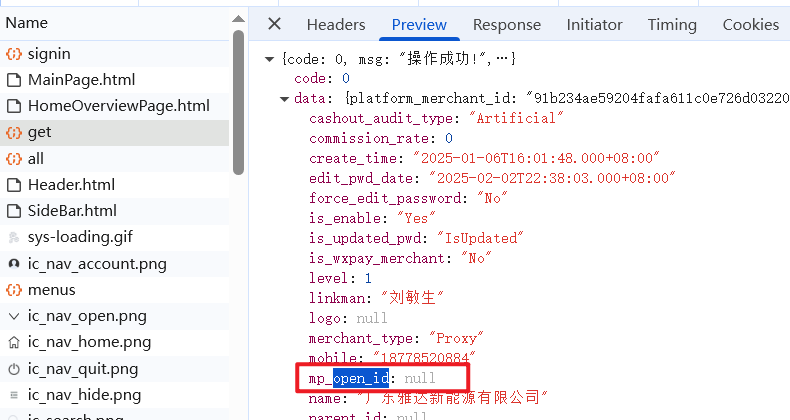 Name
signin
MainPage.html
HomeOverviewPage.html
get
all
Header.html
SideBar.html
sys-loading.gif
ic_nav_account.png
menus
ic_nav_open.png
ic_nav_home.png
ic_nav_quit.png
ic_nav_hide.png
ic_search.png
Headers Preview Response Initiator Timing Cookies
{code: 0, msg: "操作成功!",…}
code: 0
data: {platform_merchant_id: "91b234ae59204fafa611c0e726d03220
cashout_audit_type: "Artificial"
commission_rate: 0
create_time: "2025-01-06T16:01:48.000+08:00"
edit_pwd_date: "2025-02-02T22:38:03.000+08:00"
force_edit_password: "No"
is_enable: "Yes"
is_updated_pwd: "IsUpdated"
is_wxpay_merchant: "No"
level: 1
linkman: "刘敏生"
logo: null
merchant_type: "Proxy"
mobile: "18778520884"
mp_open_id: null
name: "广东雅达新能源有限公司"
parent_id: null